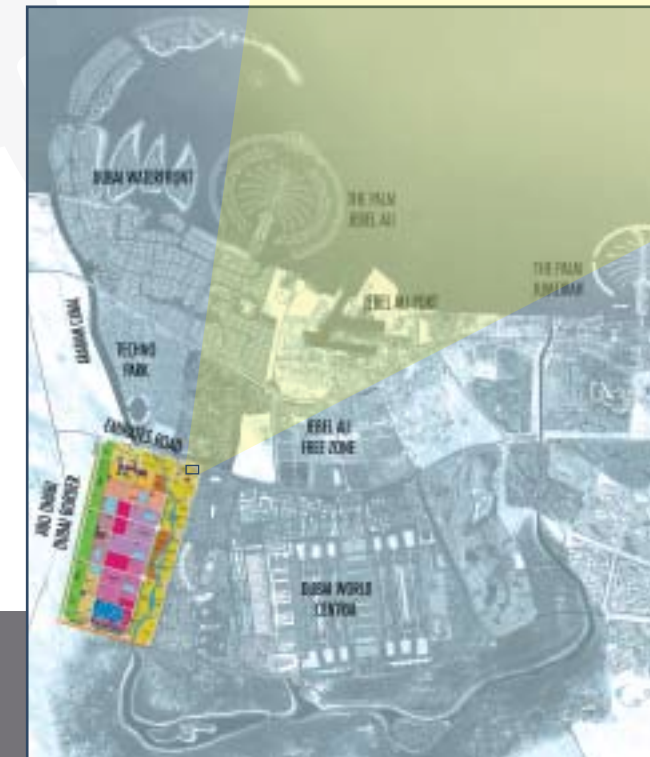 DUBAI WATERFRONT
THE PALM
JEBEL ALI
THE PALM
JUMEIRAH
JEBEL ALI PORT
ARABIAN CANAL
TECHNO
PARK
EMIRATES ROAD
JEBEL ALI
FREE ZONE
ABU DHABI
DUBAI BORDER
DUBAI WORLD
CENTRAL